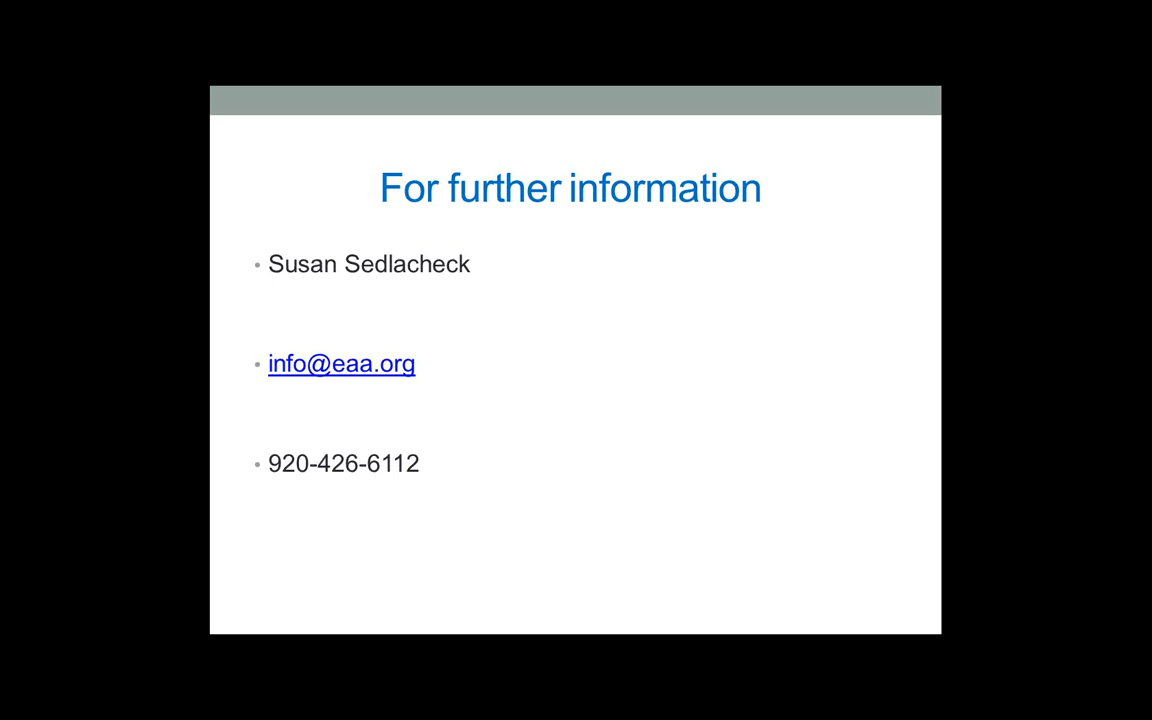 For further information
• Susan Sedlacheck
• info@eaa.org
• 920-426-6112